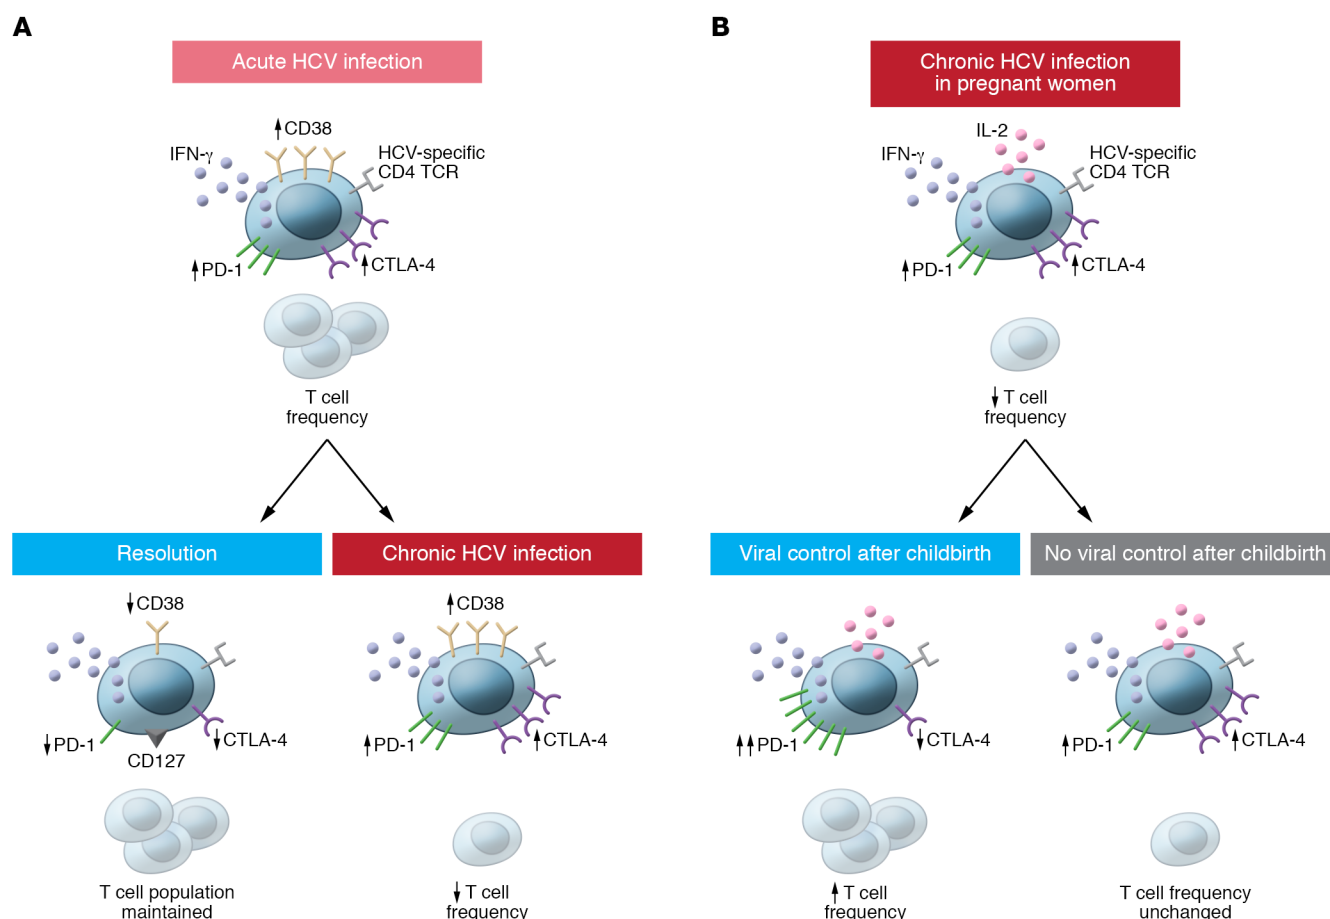 A
Acute HCV infection
↑CD38
IFN-γ
HCV-specific
CD4 TCR
↑PD-1
↑CTLA-4
T cell
frequency
Resolution
↓CD38
↓PD-1
CD127
↓CTLA-4
T cell population
maintained
Chronic HCV infection
↑CD38
↑PD-1
↑CTLA-4
↓T cell
frequency
B
Chronic HCV infection
in pregnant women
IL-2
IFN-γ
HCV-specific
CD4 TCR
↑PD-1
↑CTLA-4
↓T cell
frequency
Viral control after childbirth
↑↑PD-1
↓CTLA-4
↑T cell
frequency
No viral control after childbirth
↑PD-1
↑CTLA-4
T cell frequency
unchanged